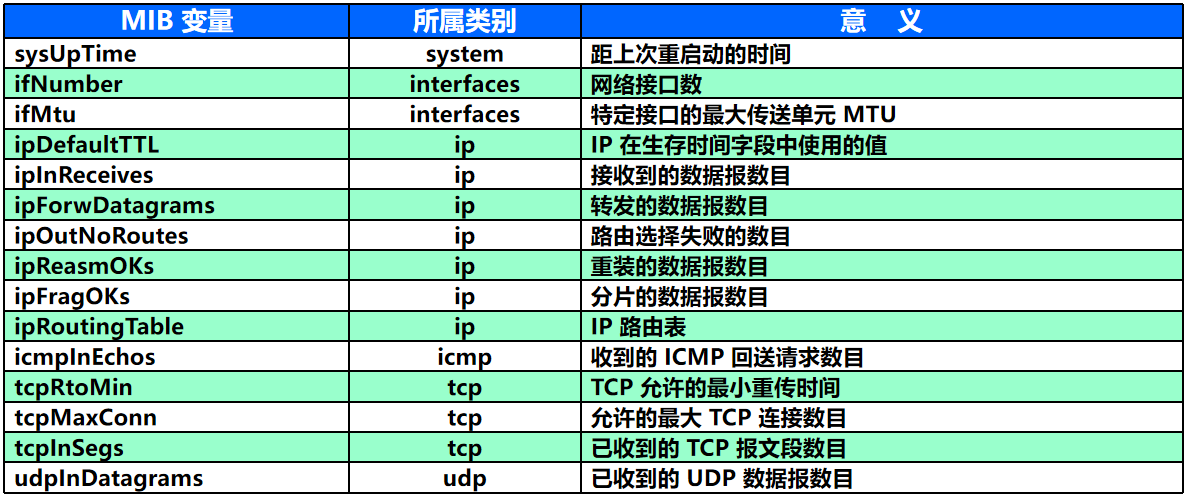 MIB 变量 所属类别 意 义
sysUpTime system 距上次重启动的时间
ifNumber interfaces 网络接口数
ifMtu interfaces 特定接口的最大传送单元 MTU
ipDefaultTTL ip IP 在生存时间字段中使用的值
ipInReceives ip 接收到的数据报数目
ipForwDatagrams ip 转发的数据报数目
ipOutNoRoutes ip 路由选择失败的数目
ipReasmOKs ip 重装的数据报数目
ipFragOKs ip 分片的数据报数目
ipRoutingTable ip IP 路由表
icmpInEchos icmp 收到的 ICMP 回送请求数目
tcpRtoMin tcp TCP 允许的最小重传时间
tcpMaxConn tcp 允许的最大 TCP 连接数目
tcpInSegs tcp 已收到的 TCP 报文段数目
udpInDatagrams udp 已收到的 UDP 数据报数目